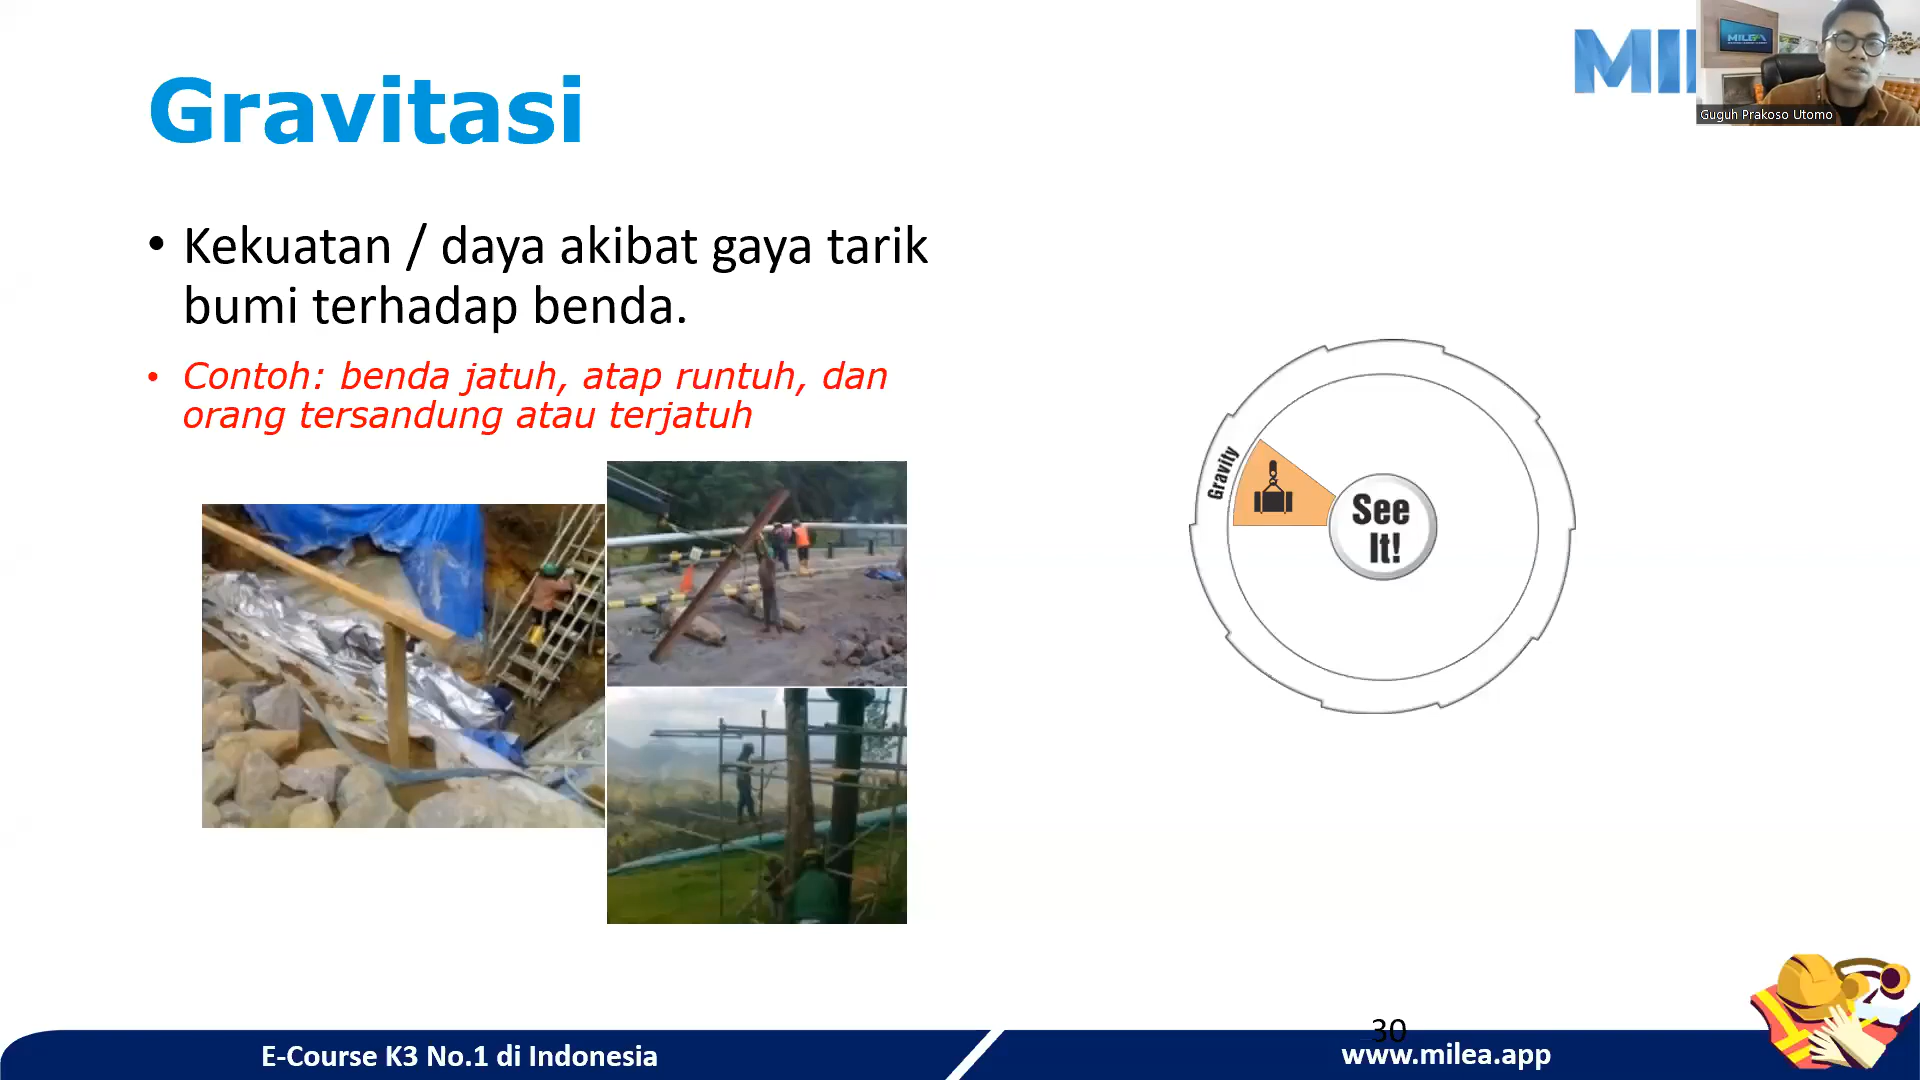 Gravitasi
MILEA
Guguh Prakoso Utomo
• Kekuatan / daya akibat gaya tarik
bumi terhadap benda.
• Contoh: benda jatuh, atap runtuh, dan
orang tersandung atau terjatuh
Gravity
See
It!
30
E-Course K3 No.1 di Indonesia
www.milea.app